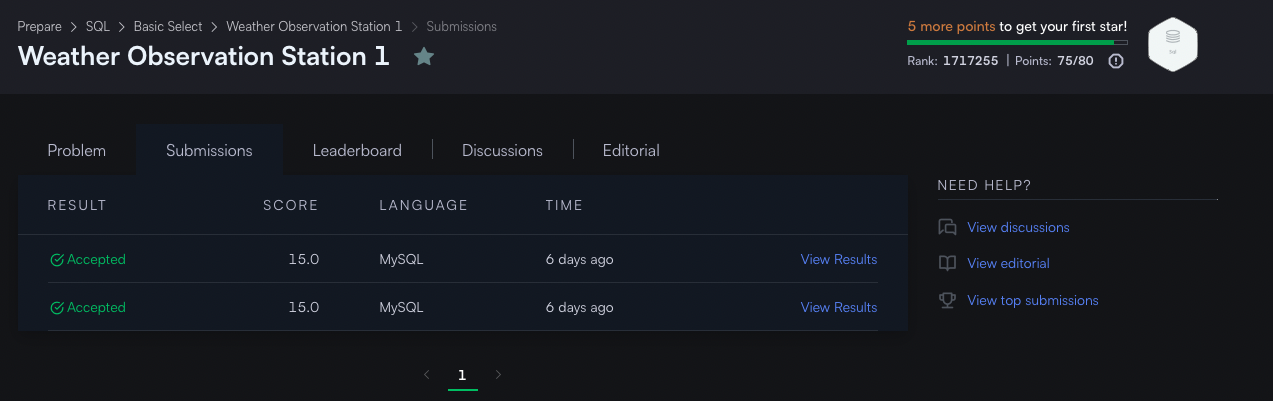 Prepare > SQL > Basic Select > Weather Observation Station 1 > Submissions
5 more points to get your first star!
Weather Observation Station 1
Rank: 1717255 | Points: 75/80
Problem Submissions Leaderboard Discussions Editorial
NEED HELP?
RESULT SCORE LANGUAGE TIME
View discussions
Accepted 15.0 MySQL 6 days ago View Results
View editorial
Accepted 15.0 MySQL 6 days ago View Results
View top submissions
1